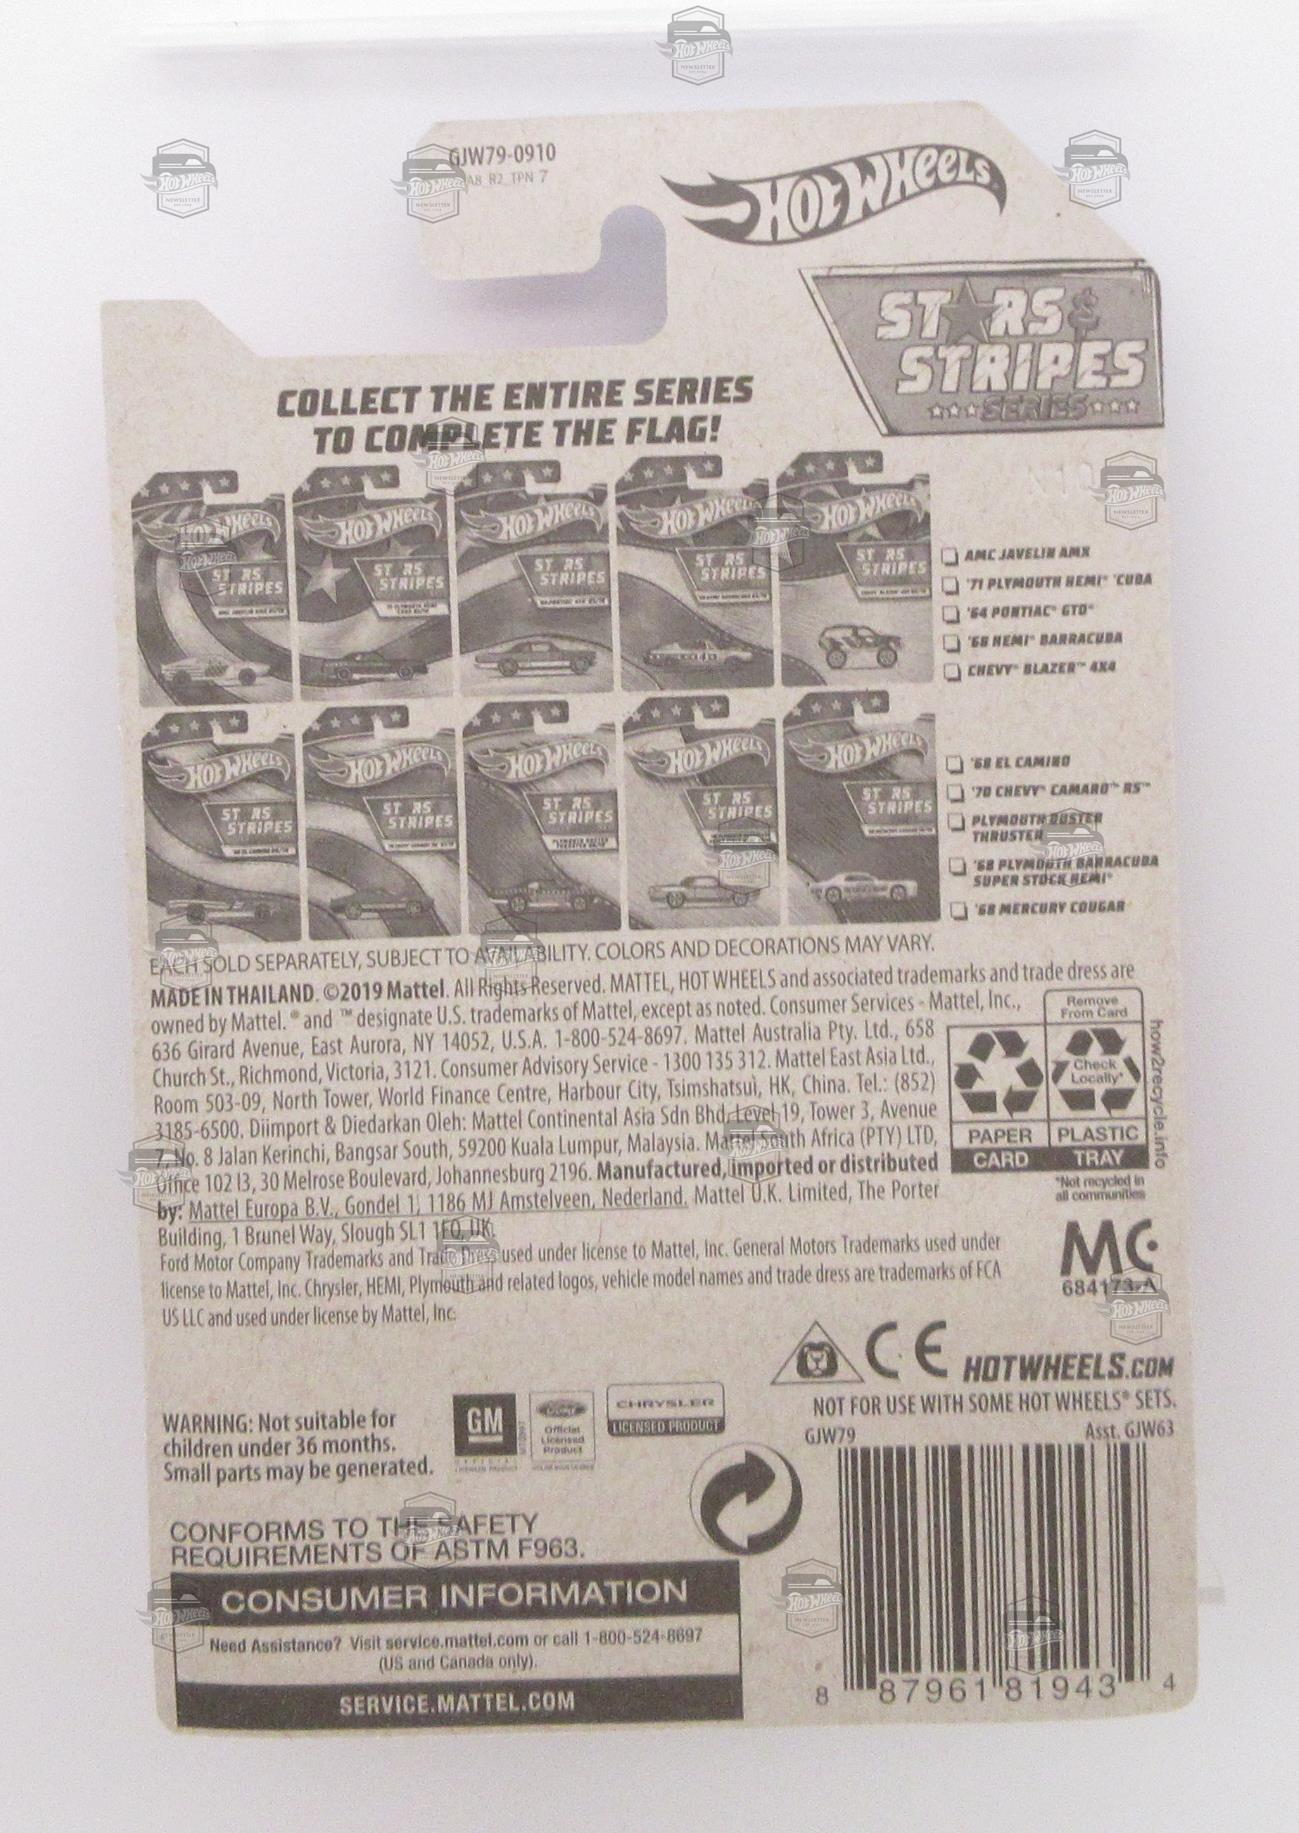 GJW79-0910
R2 TPN 7
HOT WHEELS
STARS &
STRIPES
SERIES
COLLECT THE ENTIRE SERIES
TO COMPLETE THE FLAG!
AMC JAVELIN AMX
'71 PLYMOUTH HEMI® 'CUDA
'64 PONTIAC® GTO®
'68 HEMI® BARRACUDA
CHEVY® BLAZER™ 4X4
'68 EL CAMINO
'70 CHEVY® CAMARO™ RS™
PLYMOUTH DUSTER
THRUSTER
'68 PLYMOUTH BARRACUDA
SUPER STOCK HEMI®
'68 MERCURY COUGAR
EACH SOLD SEPARATELY, SUBJECT TO AVAILABILITY. COLORS AND DECORATIONS MAY VARY.
MADE IN THAILAND. ©2019 Mattel. All Rights Reserved. MATTEL, HOT WHEELS and associated trademarks and trade dress are
owned by Mattel. ® and ™ designate U.S. trademarks of Mattel, except as noted. Consumer Services - Mattel, Inc.,
636 Girard Avenue, East Aurora, NY 14052, U.S.A. 1-800-524-8697. Mattel Australia Pty. Ltd., 658
Church St., Richmond, Victoria, 3121. Consumer Advisory Service - 1300 135 312. Mattel East Asia Ltd.,
Room 503-09, North Tower, World Finance Centre, Harbour City, Tsimshatsui, HK, China. Tel.: (852)
3185-6500. Diimport & Diedarkan Oleh: Mattel Continental Asia Sdn Bhd, Level 19, Tower 3, Avenue
7, No. 8 Jalan Kerinchi, Bangsar South, 59200 Kuala Lumpur, Malaysia. Mattel South Africa (PTY) LTD,
Office 102 I3, 30 Melrose Boulevard, Johannesburg 2196. Manufactured, imported or distributed
by: Mattel Europa B.V., Gondel 1, 1186 MJ Amstelveen, Nederland. Mattel U.K. Limited, The Porter
Building, 1 Brunel Way, Slough SL1 1FQ, UK.
Ford Motor Company Trademarks and Trade Dress used under license to Mattel, Inc. General Motors Trademarks used under
license to Mattel, Inc. Chrysler, HEMI, Plymouth and related logos, vehicle model names and trade dress are trademarks of FCA
US LLC and used under license by Mattel, Inc.
Remove
From Card
Check
Locally*
PAPER
PLASTIC
CARD
TRAY
*Not recycled in
all communities
how2recycle.info
MC
684173-A
CE
HOTWHEELS.COM
NOT FOR USE WITH SOME HOT WHEELS® SETS.
GJW79
Asst. GJW63
WARNING: Not suitable for
children under 36 months.
Small parts may be generated.
GM
OFFICIAL
LICENSED PRODUCT
Ford
Official
Licensed
Product
CHRYSLER
LICENSED PRODUCT
CONFORMS TO THE SAFETY
REQUIREMENTS OF ASTM F963.
CONSUMER INFORMATION
Need Assistance? Visit service.mattel.com or call 1-800-524-8697
(US and Canada only).
SERVICE.MATTEL.COM
8 87961 81943 4